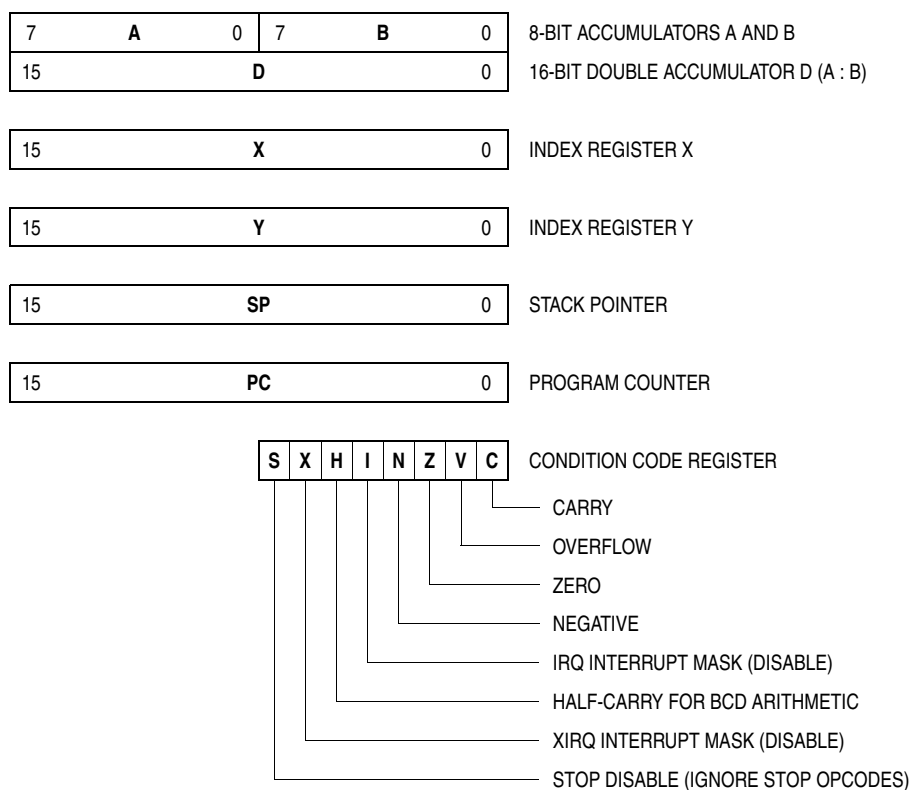 7 A 0 7 B 0 8-BIT ACCUMULATORS A AND B
15 D 0 16-BIT DOUBLE ACCUMULATOR D (A : B)
15 X 0 INDEX REGISTER X
15 Y 0 INDEX REGISTER Y
15 SP 0 STACK POINTER
15 PC 0 PROGRAM COUNTER
S X H I N Z V C CONDITION CODE REGISTER
CARRY
OVERFLOW
ZERO
NEGATIVE
IRQ INTERRUPT MASK (DISABLE)
HALF-CARRY FOR BCD ARITHMETIC
XIRQ INTERRUPT MASK (DISABLE)
STOP DISABLE (IGNORE STOP OPCODES)